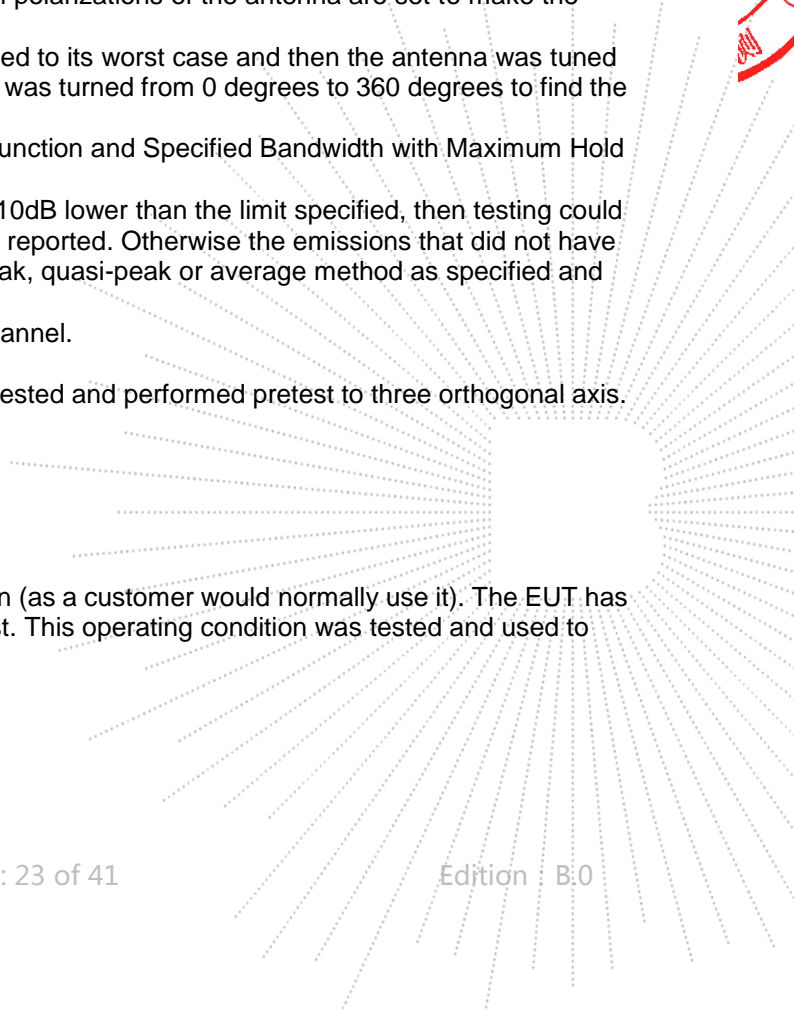 polarizations of the antenna are set to make the
ed to its worst case and then the antenna was tuned
was turned from 0 degrees to 360 degrees to find the
unction and Specified Bandwidth with Maximum Hold
10dB lower than the limit specified, then testing could
reported. Otherwise the emissions that did not have
ak, quasi-peak or average method as specified and
annel.
ested and performed pretest to three orthogonal axis.
n (as a customer would normally use it). The EUT has
st. This operating condition was tested and used to
: 23 of 41
Edition : B.0
测